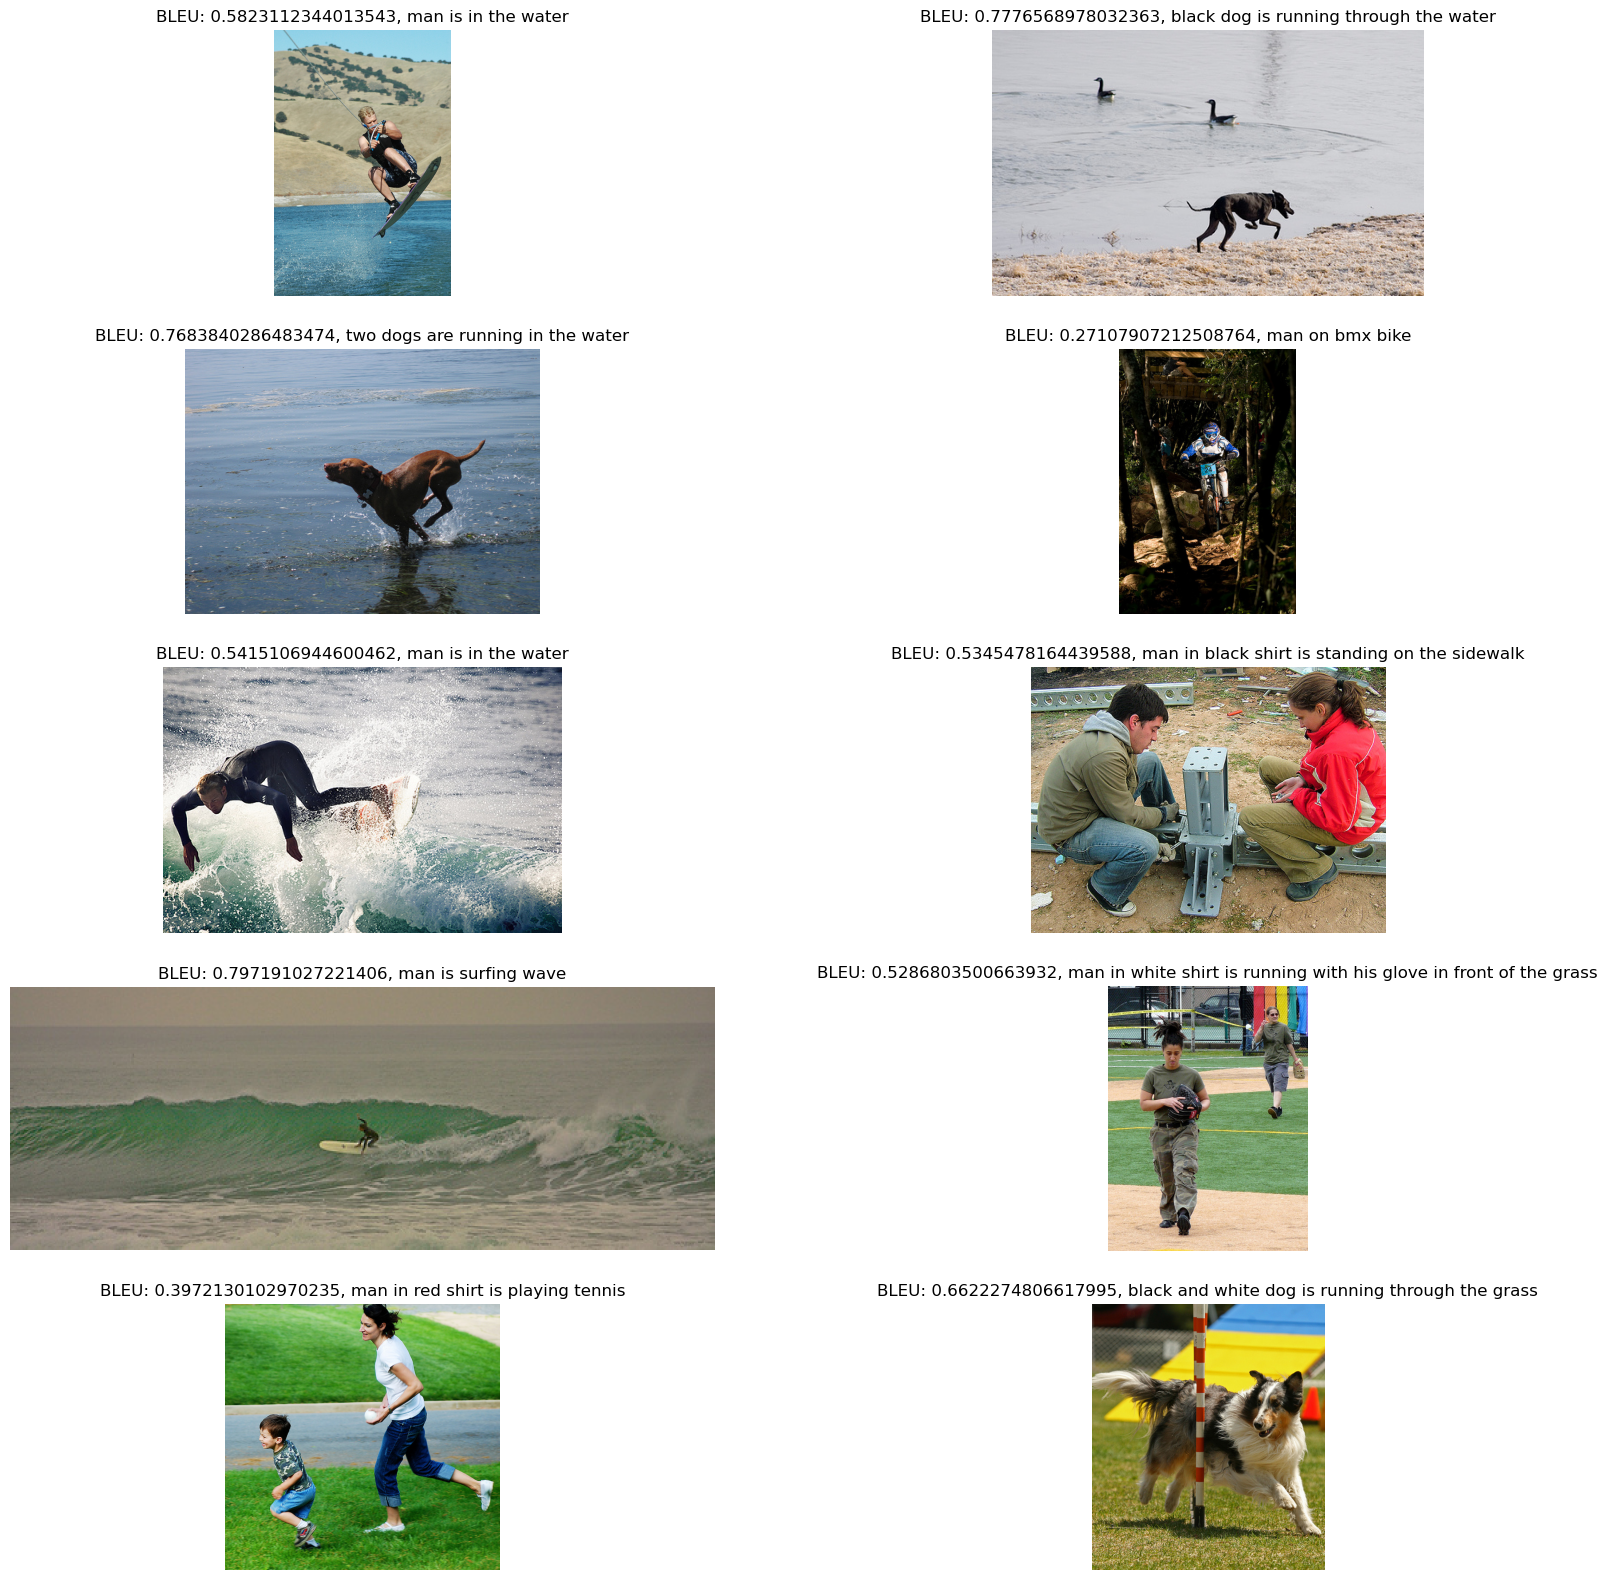 BLEU: 0.5823112344013543, man is in the water
BLEU: 0.7776568978032363, black dog is running through the water
BLEU: 0.7683840286483474, two dogs are running in the water
BLEU: 0.27107907212508764, man on bmx bike
BLEU: 0.5415106944600462, man is in the water
BLEU: 0.5345478164439588, man in black shirt is standing on the sidewalk
BLEU: 0.797191027221406, man is surfing wave
BLEU: 0.5286803500663932, man in white shirt is running with his glove in front of the grass
BLEU: 0.3972130102970235, man in red shirt is playing tennis
BLEU: 0.6622274806617995, black and white dog is running through the grass